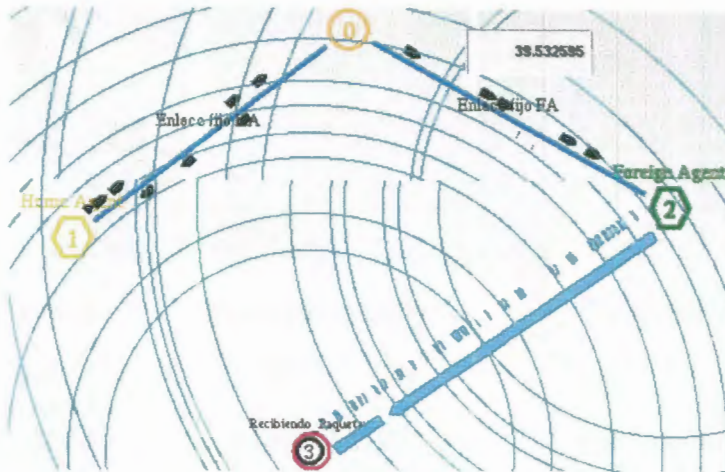 0
39.532595
Enlace fijo HA
Enlace fijo FA
Foreign Agent
Home Agent
2
1
Recibiendo Paquetes
3